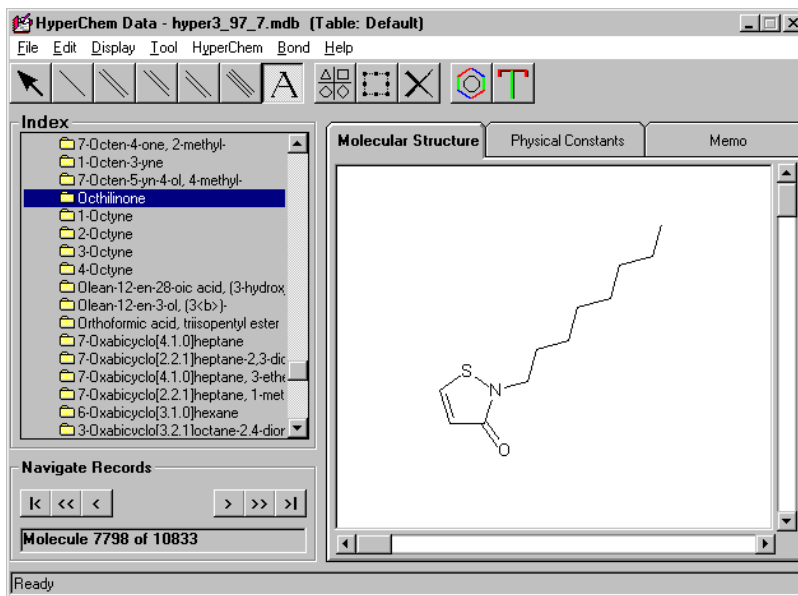 HyperChem Data - hyper3_97_7.mdb (Table: Default)
File Edit Display Tool HyperChem Bond Help
A
Index
7-Octen-4-one, 2-methyl-
1-Octen-3-yne
7-Octen-5-yn-4-ol, 4-methyl-
Octhilinone
1-Octyne
2-Octyne
3-Octyne
4-Octyne
Olean-12-en-28-oic acid, (3-hydrox
Olean-12-en-3-ol, (3<b>)-
Orthoformic acid, triisopentyl ester
7-Oxabicyclo[4.1.0]heptane
7-Oxabicyclo[2.2.1]heptane-2,3-dic
7-Oxabicyclo[4.1.0]heptane, 3-ethe
7-Oxabicyclo[2.2.1]heptane, 1-met
6-Oxabicyclo[3.1.0]hexane
3-Oxabicyclo[3.2.1]octane-2,4-dior
Navigate Records
|< << < > >> >|
Molecule 7798 of 10833
Molecular Structure Physical Constants Memo
S
N
O
Ready